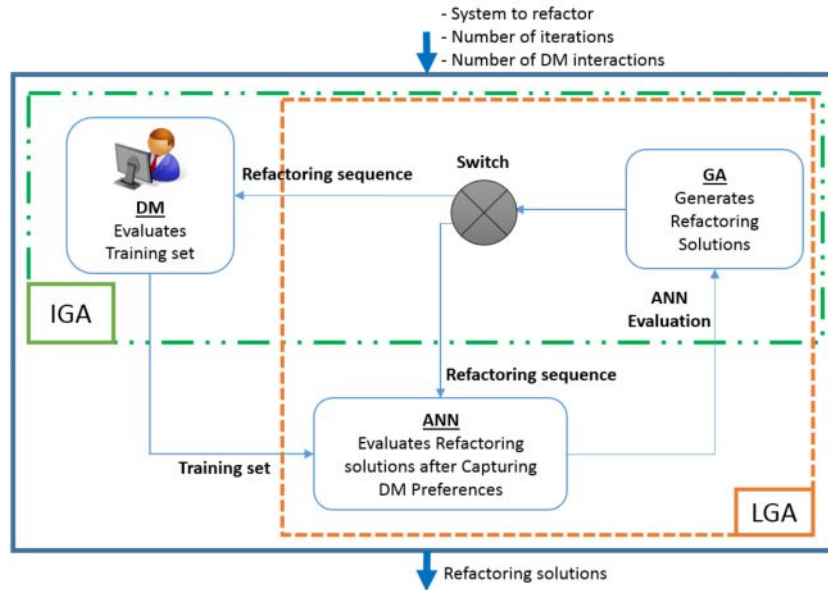 - System to refactor
- Number of iterations
- Number of DM interactions
Refactoring sequence
Switch
DM
Evaluates
Training set
GA
Generates
Refactoring
Solutions
IGA
ANN
Evaluation
Refactoring sequence
Training set
ANN
Evaluates Refactoring
solutions after Capturing
DM Preferences
LGA
Refactoring solutions